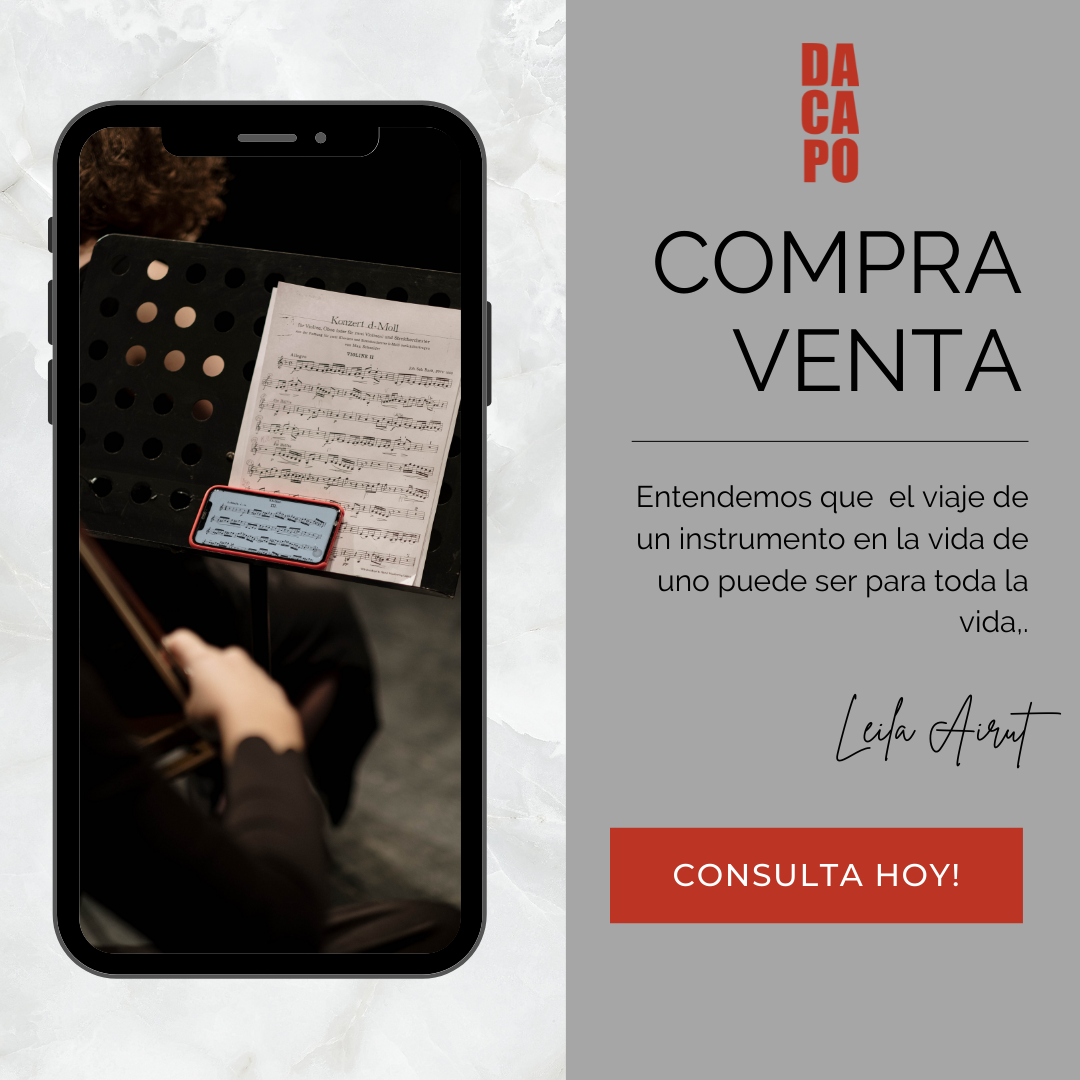 DA
CA
PO
COMPRA
VENTA
Entendemos que  el viaje de
un instrumento en la vida de
uno puede ser para toda la
vida,.
Leila Airut
CONSULTA HOY!
Konzert d-Moll
VIOLINE II
Allegro